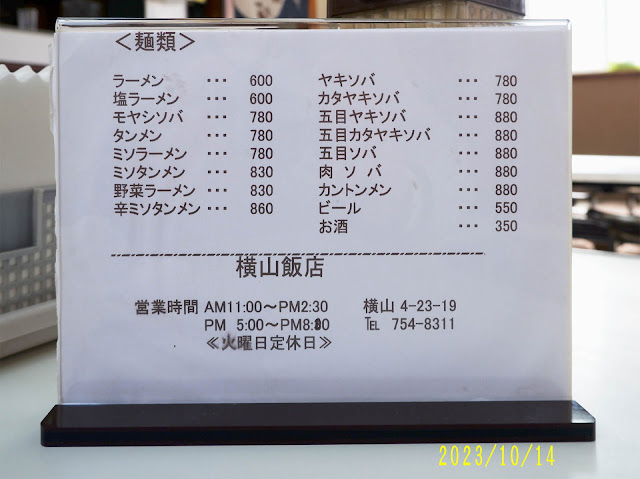 ＜麺類＞
ラーメン ･･･ 600
塩ラーメン ･･･ 600
モヤシソバ ･･･ 780
タンメン ･･･ 780
ミソラーメン ･･･ 780
ミソタンメン ･･･ 830
野菜ラーメン ･･･ 830
辛ミソタンメン ･･･ 860
ヤキソバ ･･･ 780
カタヤキソバ ･･･ 780
五目ヤキソバ ･･･ 880
五目カタヤキソバ ･･･ 880
五目ソバ ･･･ 880
肉 ソ バ ･･･ 880
カントンメン ･･･ 880
ビール ･･･ 550
お酒 ･･･ 350
横山飯店
営業時間 AM11:00～PM2:30
PM 5:00～PM8:00
≪火曜日定休日≫
横山 4-23-19
℡ 754-8311
2023/10/14